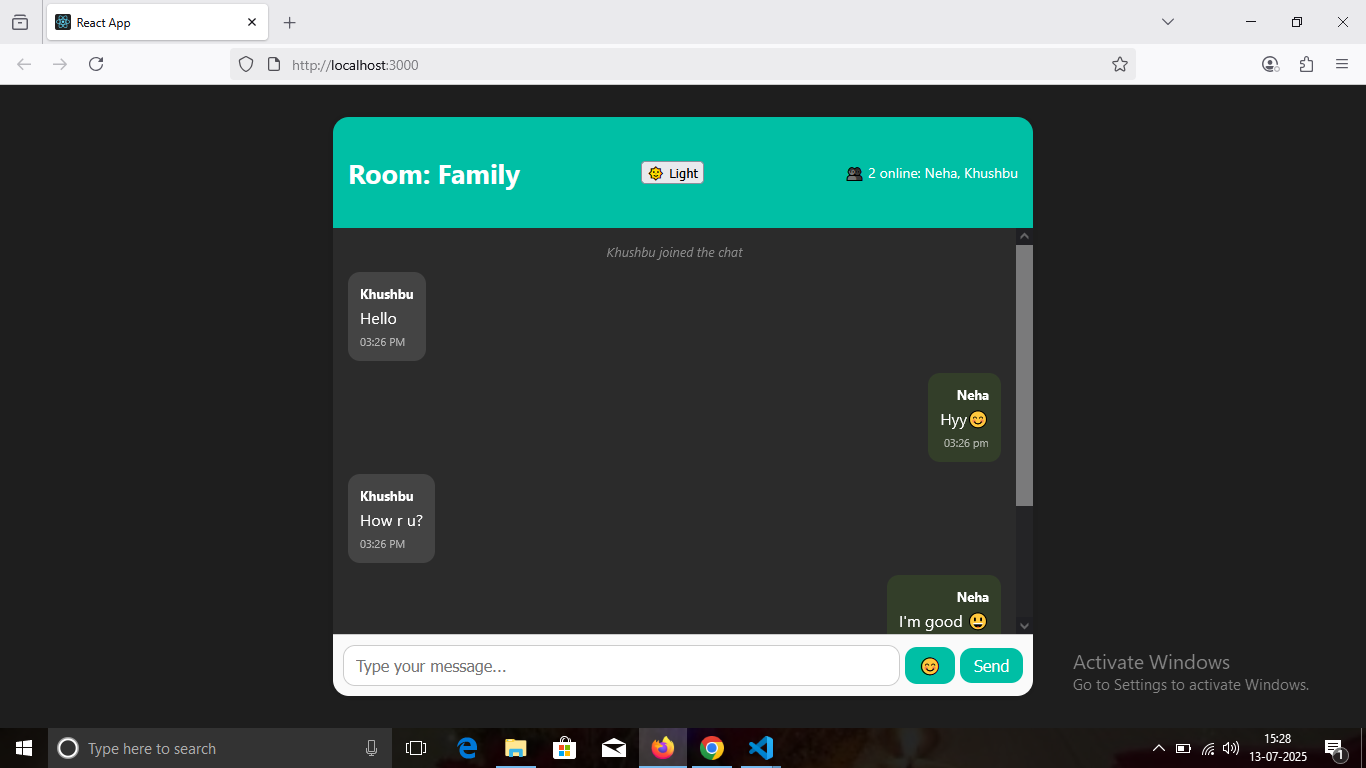 React App
http://localhost:3000
Room: Family
Light
2 online: Neha, Khushbu
Khushbu joined the chat
Khushbu
Hello
03:26 PM
Neha
Hyy😊
03:26 pm
Khushbu
How r u?
03:26 PM
Neha
I'm good 😃
Type your message...
Send
Activate Windows
Go to Settings to activate Windows.
Type here to search
15:28
13-07-2025
1